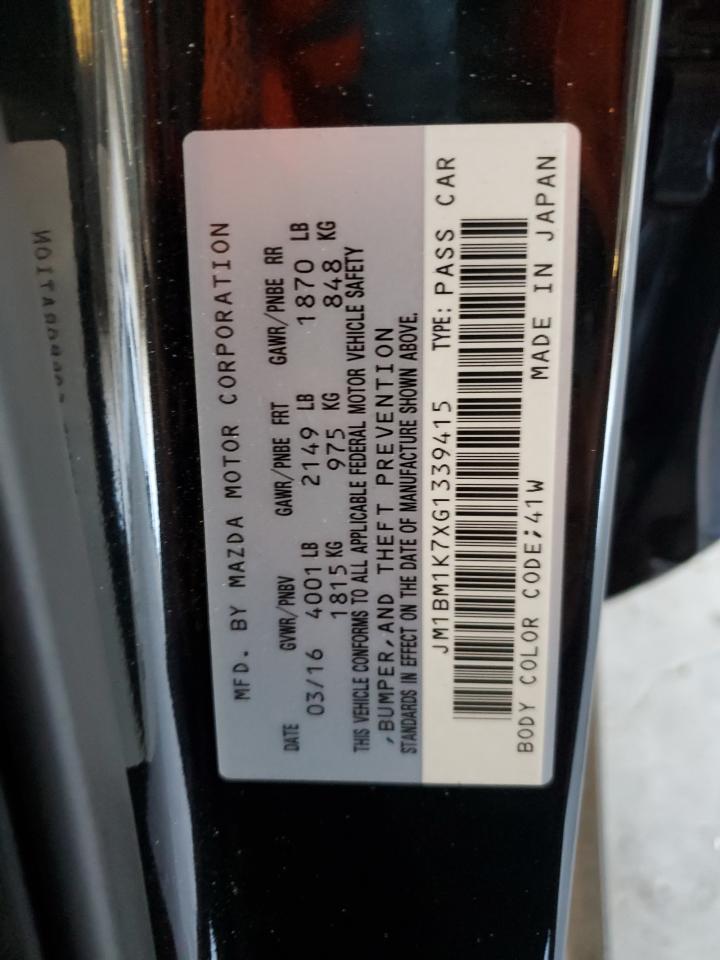 MFD. BY MAZDA MOTOR CORPORATION
DATE GVWR/PNBV GAWR/PNBE FRT GAWR/PNBE RR
03/16 4001 LB 2149 LB 1870 LB
1815 KG 975 KG 848 KG
THIS VEHICLE CONFORMS TO ALL APPLICABLE FEDERAL MOTOR VEHICLE SAFETY
,BUMPER,AND THEFT PREVENTION
STANDARDS IN EFFECT ON THE DATE OF MANUFACTURE SHOWN ABOVE.
JM1BM1K7XG1339415 TYPE: PASS CAR
BODY COLOR CODE;41W MADE IN JAPAN